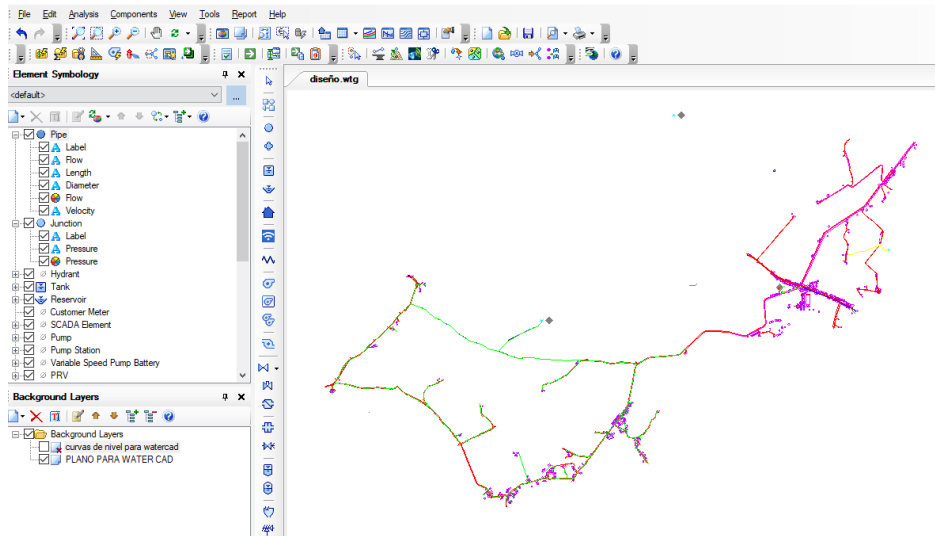 File Edit Analysis Components View Tools Report Help
Element Symbology
diseño.wtg
<default>
Pipe
Label
Flow
Length
Diameter
Flow
Velocity
Junction
Label
Pressure
Pressure
Hydrant
Tank
Reservoir
Customer Meter
SCADA Element
Pump
Pump Station
Variable Speed Pump Battery
PRV
Background Layers
Background Layers
curvas de nivel para watercad
PLANO PARA WATER CAD